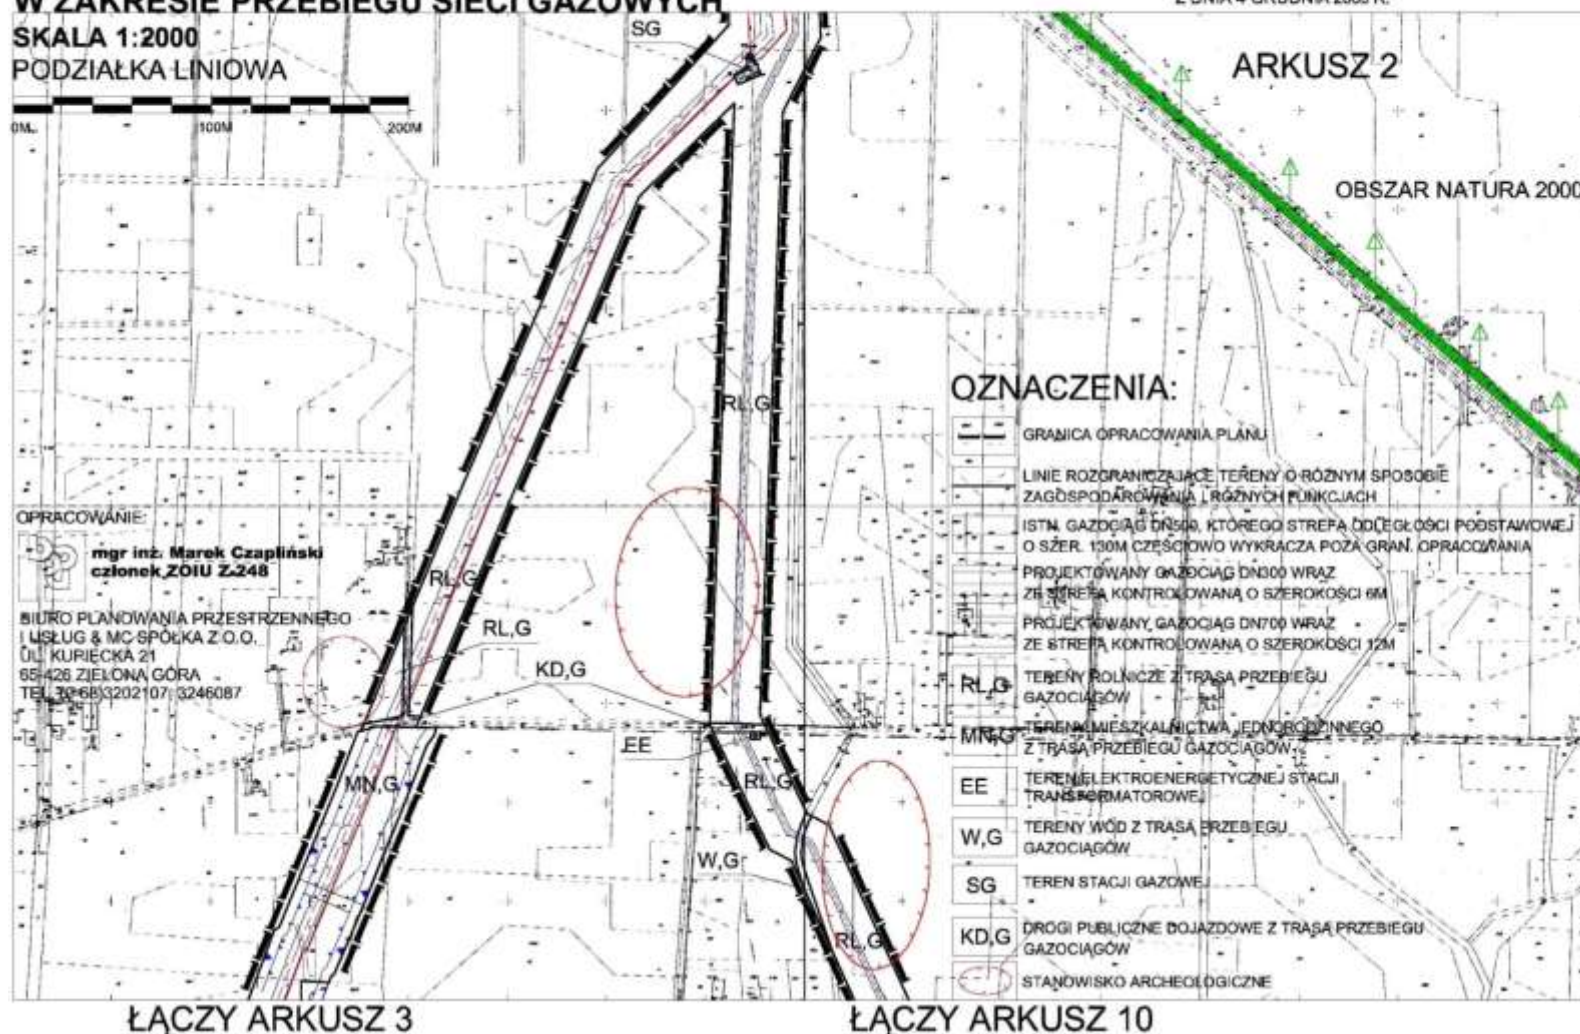 W ZAKRESIE PRZEBIEGU SIECI GAZOWYCH
SKALA 1:2000
PODZIAŁKA LINIOWA
0M
100M
200M
Z DNIA 4 GRUDNIA
ARKUSZ 2
OBSZAR NATURA 2000
SG
RL,G
RL,G
RL,G
KD,G
EE
MN,G
RL,G
W,G
RL,G
OPRACOWANIE:
mgr inż. Marek Czapliński
członek ZOIU Z-248
BIURO PLANOWANIA PRZESTRZENNEGO
I USŁUG & MC SPÓŁKA Z O.O.
UL. KUPIECKA 21
65-426 ZIELONA GÓRA
TEL. 3202107, 3246087
OZNACZENIA:
GRANICA OPRACOWANIA PLANU
LINIE ROZGRANICZAJĄCE TERENY O RÓŻNYM SPOSOBIE
ZAGOSPODAROWANIA I RÓŻNYCH FUNKCJACH
ISTN. GAZOCIĄG DN500, KTÓREGO STREFA ODLEGŁOŚCI PODSTAWOWEJ
O SZER. 130M CZĘŚCIOWO WYKRACZA POZA GRAN. OPRACOWANIA
PROJEKTOWANY GAZOCIĄG DN300 WRAZ
ZE STREFĄ KONTROLOWANĄ O SZEROKOŚCI 6M
PROJEKTOWANY GAZOCIĄG DN700 WRAZ
ZE STREFĄ KONTROLOWANĄ O SZEROKOŚCI 12M
RL,G TERENY ROLNICZE Z TRASĄ PRZEBIEGU
GAZOCIĄGÓW
MN,G TERENY MIESZKALNICTWA JEDNORODZINNEGO
Z TRASĄ PRZEBIEGU GAZOCIĄGÓW
EE TEREN ELEKTROENERGETYCZNEJ STACJI
TRANSFORMATOROWEJ
W,G TERENY WÓD Z TRASĄ PRZEBIEGU
GAZOCIĄGÓW
SG TEREN STACJI GAZOWEJ
KD,G DROGI PUBLICZNE DOJAZDOWE Z TRASĄ PRZEBIEGU
GAZOCIĄGÓW
STANOWISKO ARCHEOLOGICZNE
ŁĄCZY ARKUSZ 3
ŁĄCZY ARKUSZ 10